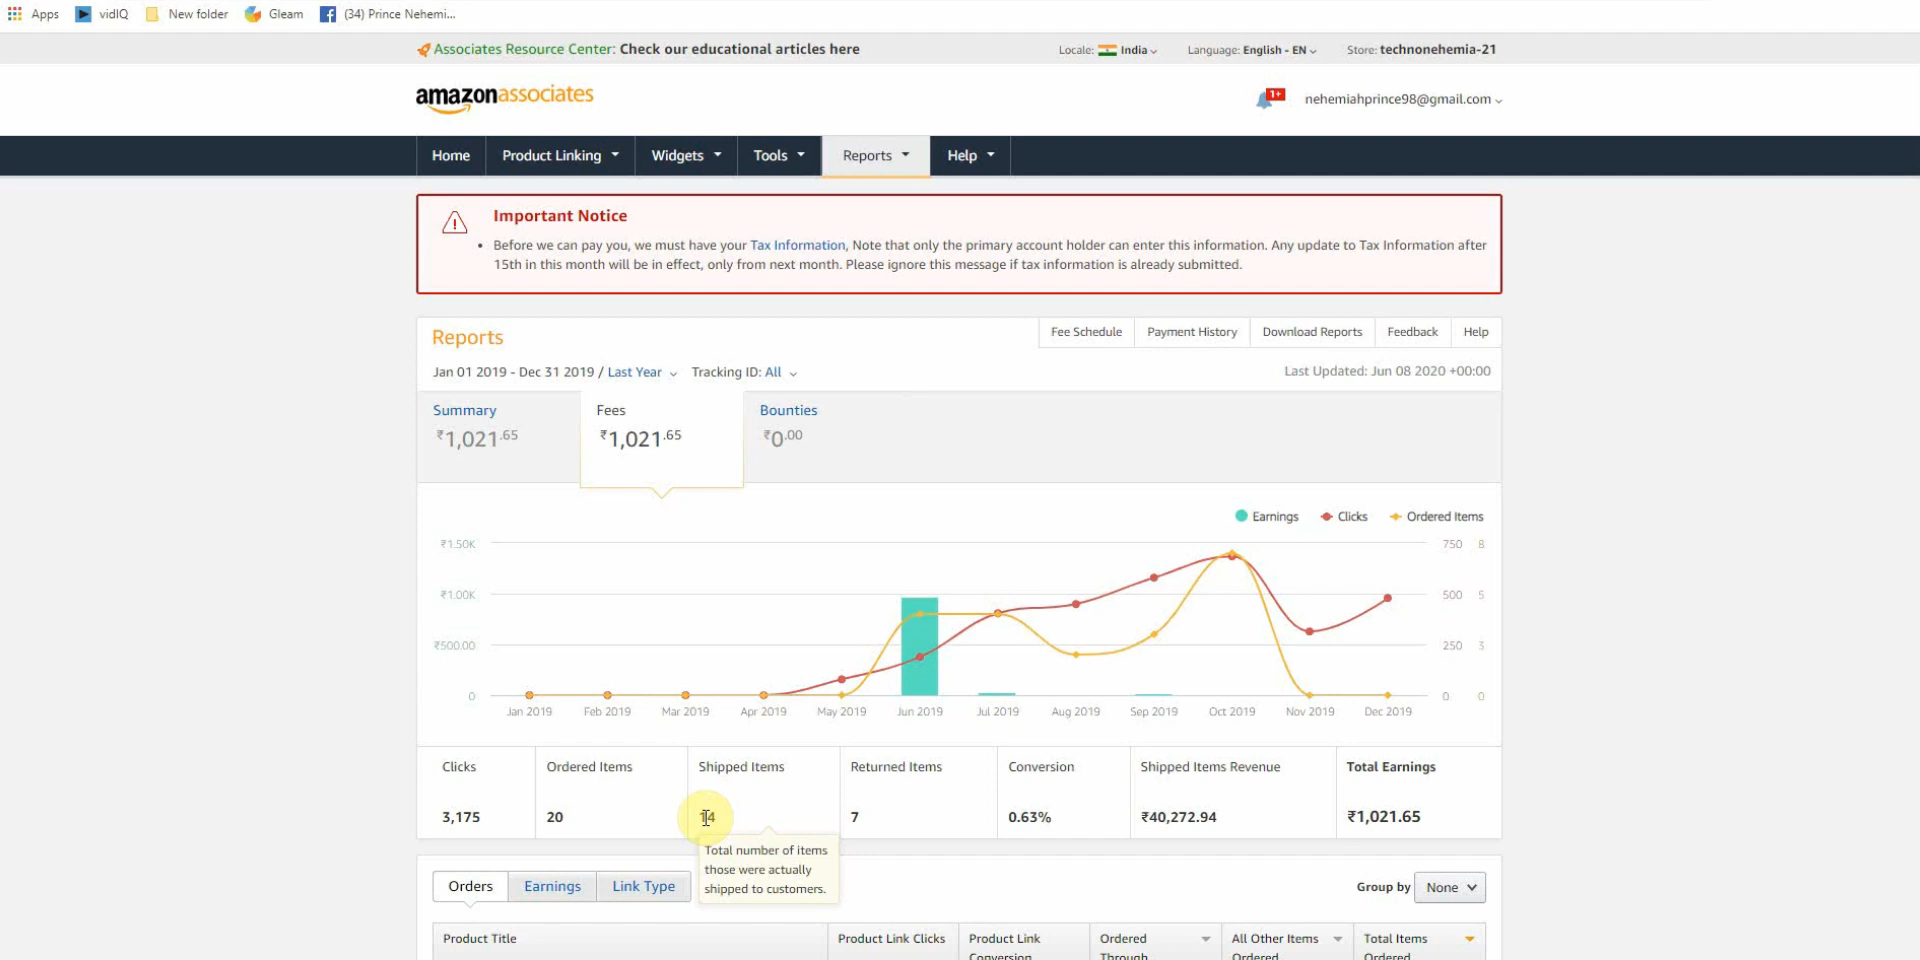 Apps vidIQ New folder Gleam (34) Prince Nehemi...
Associates Resource Center: Check our educational articles here Locale: India Language: English - EN Store: technonehemia-21
amazonassociates 1+ nehemiahprince98@gmail.com
Home Product Linking Widgets Tools Reports Help
Important Notice
• Before we can pay you, we must have your Tax Information, Note that only the primary account holder can enter this information. Any update to Tax Information after
15th in this month will be in effect, only from next month. Please ignore this message if tax information is already submitted.
Reports Fee Schedule Payment History Download Reports Feedback Help
Jan 01 2019 - Dec 31 2019 / Last Year Tracking ID: All Last Updated: Jun 08 2020 +00:00
Summary Fees Bounties
₹1,021.65 ₹1,021.65 ₹0.00
Earnings Clicks Ordered Items
₹1.50K 750 8
₹1.00K 500 5
₹500.00 250 3
0 0 0
Jan 2019 Feb 2019 Mar 2019 Apr 2019 May 2019 Jun 2019 Jul 2019 Aug 2019 Sep 2019 Oct 2019 Nov 2019 Dec 2019
Clicks Ordered Items Shipped Items Returned Items Conversion Shipped Items Revenue Total Earnings
3,175 20 14 7 0.63% ₹40,272.94 ₹1,021.65
Total number of items
those were actually
shipped to customers.
Orders Earnings Link Type Group by None
Product Title Product Link Clicks Product Link Ordered All Other Items Total Items
Conversion Through Ordered Ordered